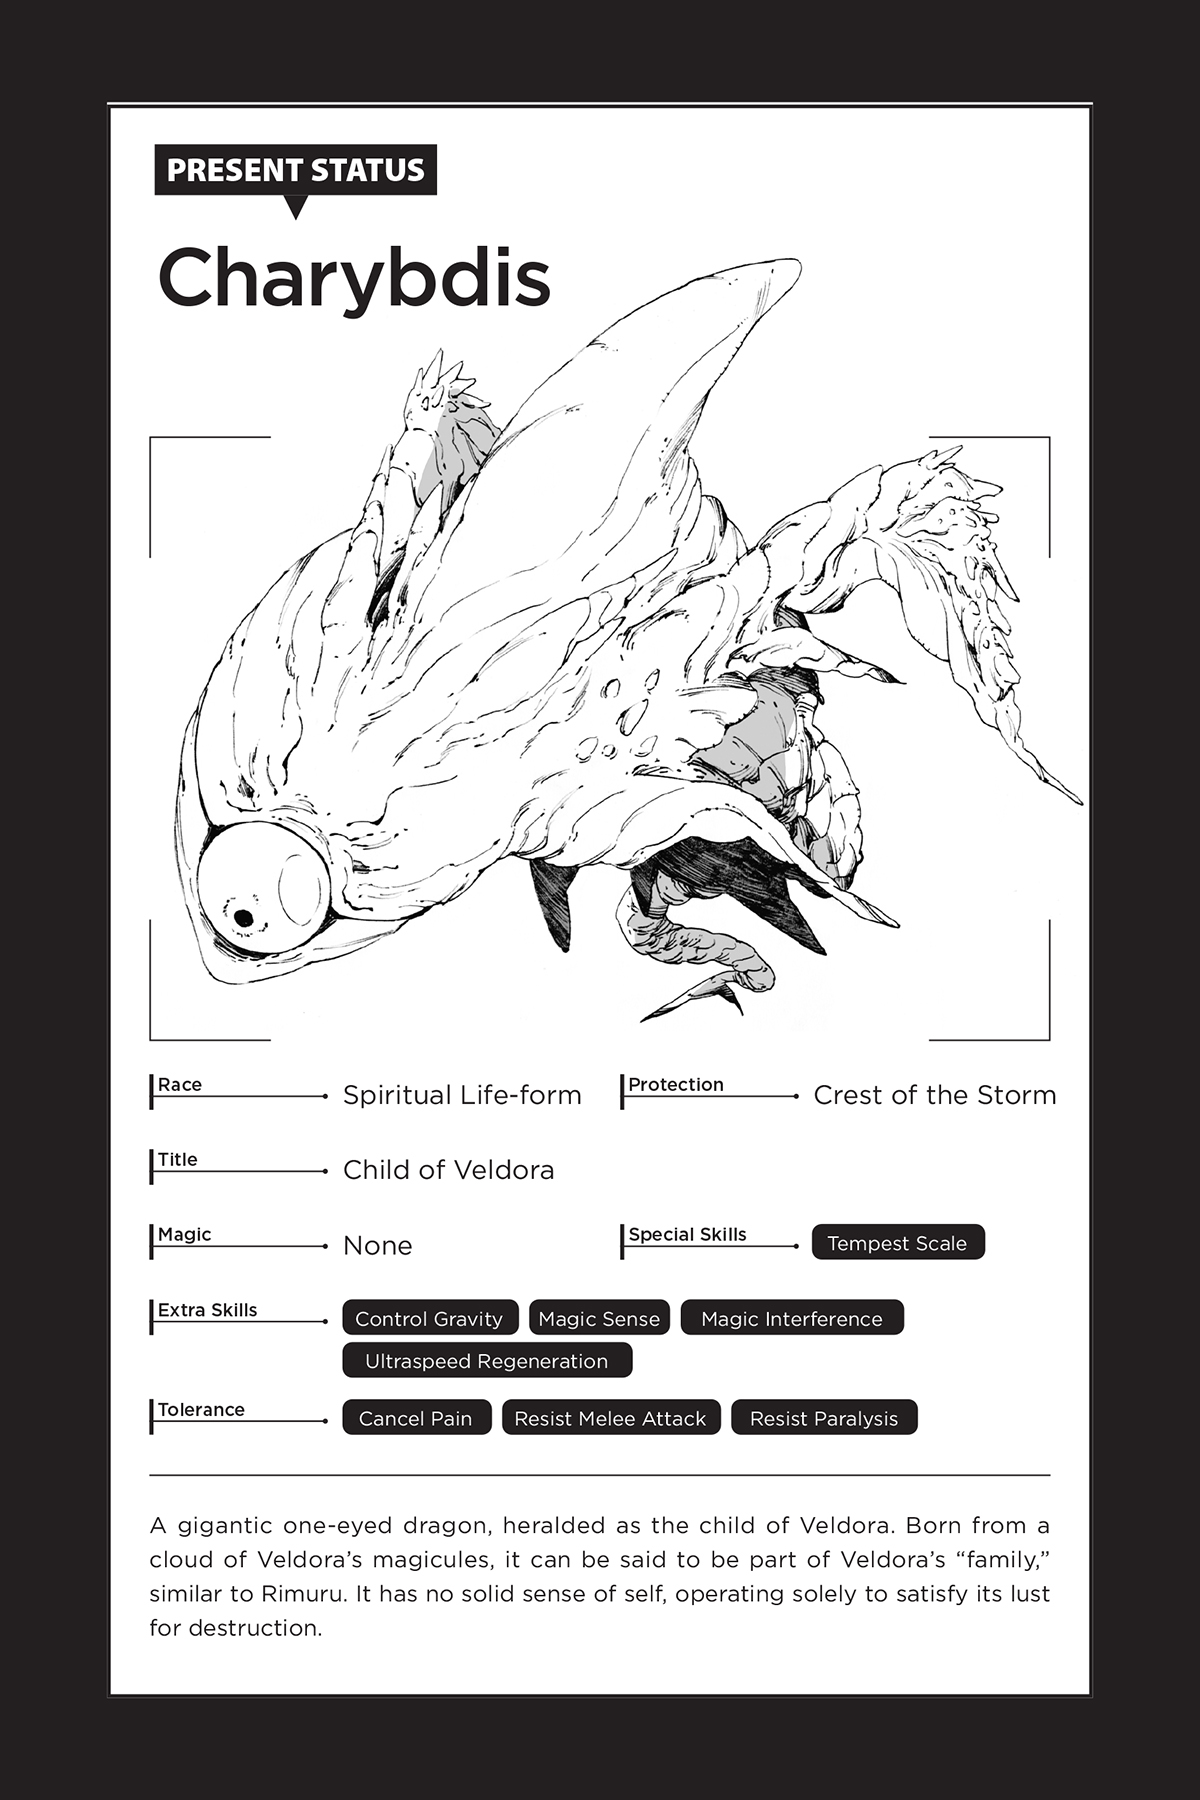 PRESENT STATUS
Charybdis
Race Spiritual Life-form Protection Crest of the Storm
Title Child of Veldora
Magic None Special Skills Tempest Scale
Extra Skills Control Gravity Magic Sense Magic Interference
Ultraspeed Regeneration
Tolerance Cancel Pain Resist Melee Attack Resist Paralysis
A gigantic one-eyed dragon, heralded as the child of Veldora. Born from a
cloud of Veldora’s magicules, it can be said to be part of Veldora’s “family,”
similar to Rimuru. It has no solid sense of self, operating solely to satisfy its lust
for destruction.